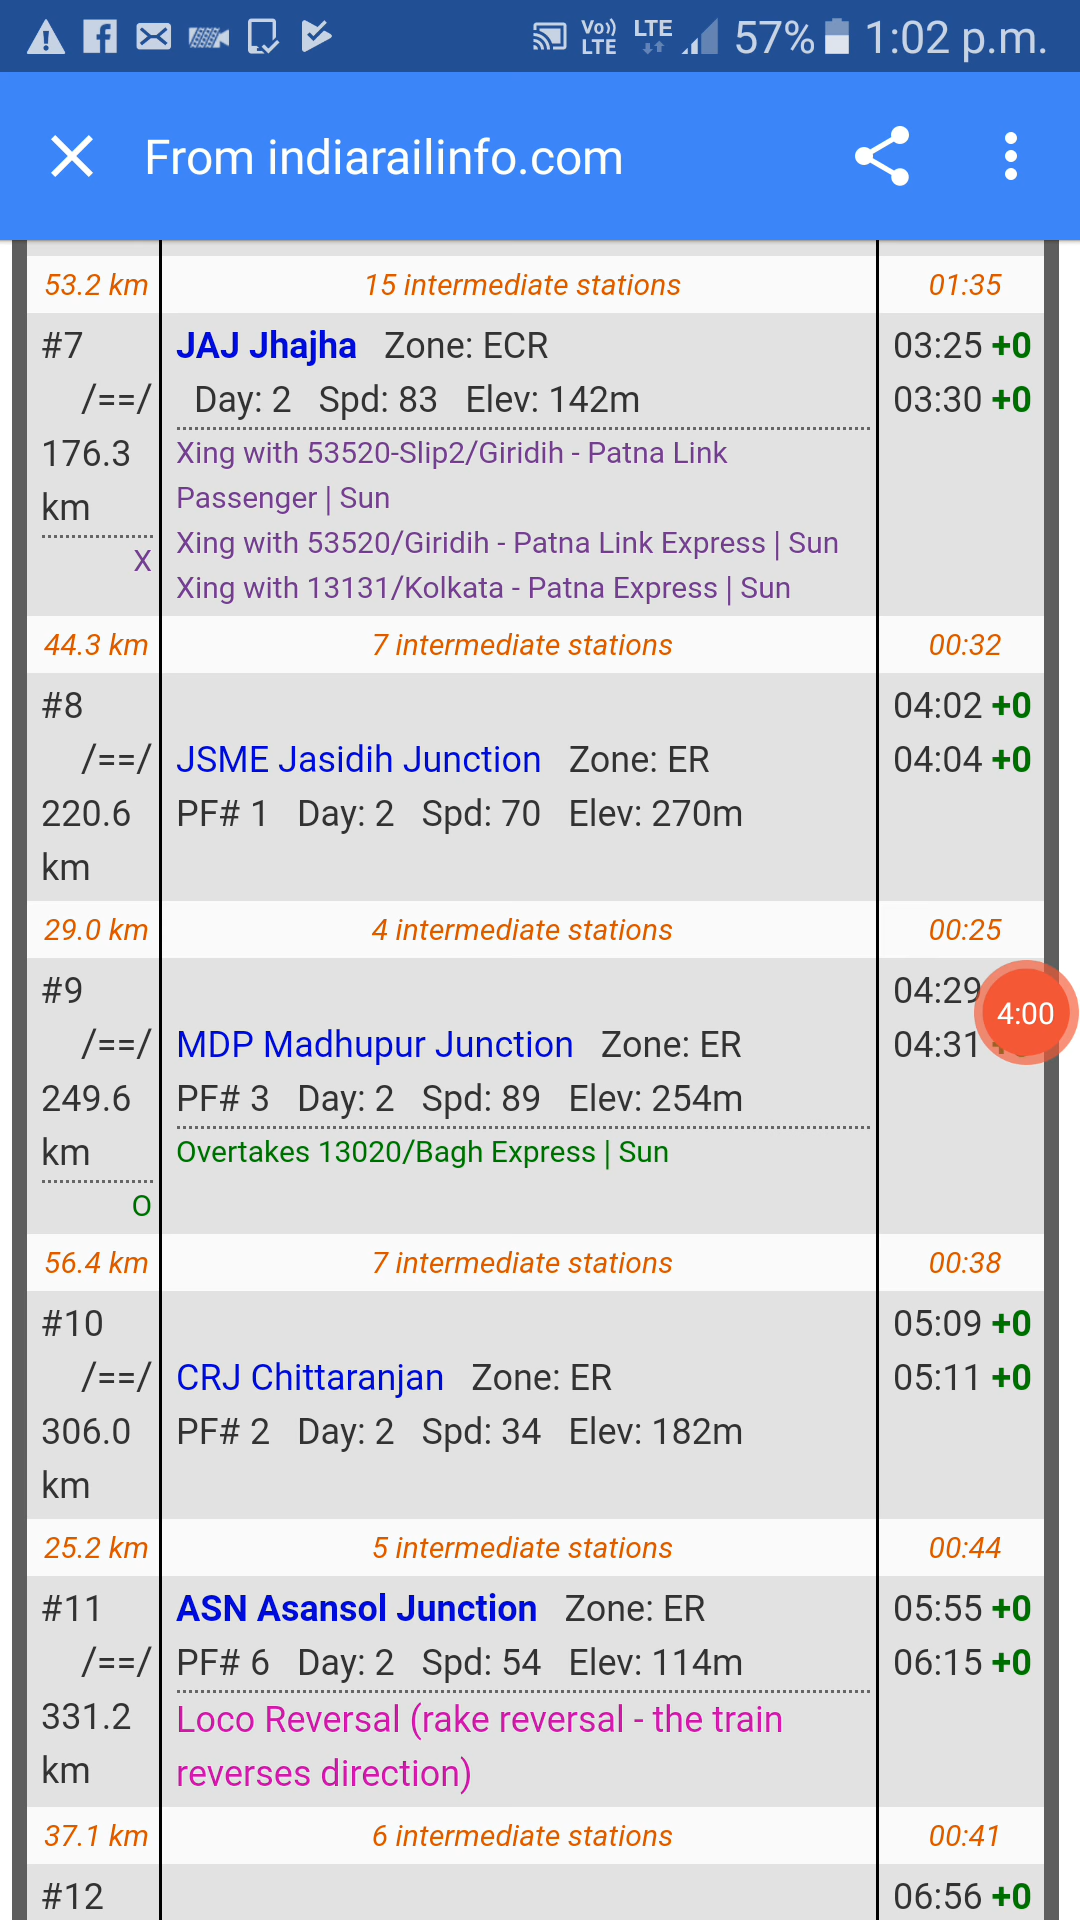 Vo)) LTE LTE 57% 1:02 p.m.
From indiarailinfo.com
53.2 km 15 intermediate stations 01:35
#7 JAJ Jhajha Zone: ECR 03:25 +0
/==/ Day: 2 Spd: 83 Elev: 142m 03:30 +0
176.3 Xing with 53520-Slip2/Giridih - Patna Link
km Passenger | Sun
Xing with 53520/Giridih - Patna Link Express | Sun
X Xing with 13131/Kolkata - Patna Express | Sun
44.3 km 7 intermediate stations 00:32
#8 04:02 +0
/==/ JSME Jasidih Junction Zone: ER 04:04 +0
220.6 PF# 1 Day: 2 Spd: 70 Elev: 270m
km
29.0 km 4 intermediate stations 00:25
#9 04:29
4:00
/==/ MDP Madhupur Junction Zone: ER 04:31
249.6 PF# 3 Day: 2 Spd: 89 Elev: 254m
km Overtakes 13020/Bagh Express | Sun
O
56.4 km 7 intermediate stations 00:38
#10 05:09 +0
/==/ CRJ Chittaranjan Zone: ER 05:11 +0
306.0 PF# 2 Day: 2 Spd: 34 Elev: 182m
km
25.2 km 5 intermediate stations 00:44
#11 ASN Asansol Junction Zone: ER 05:55 +0
/==/ PF# 6 Day: 2 Spd: 54 Elev: 114m 06:15 +0
331.2 Loco Reversal (rake reversal - the train
km reverses direction)
37.1 km 6 intermediate stations 00:41
#12 06:56 +0